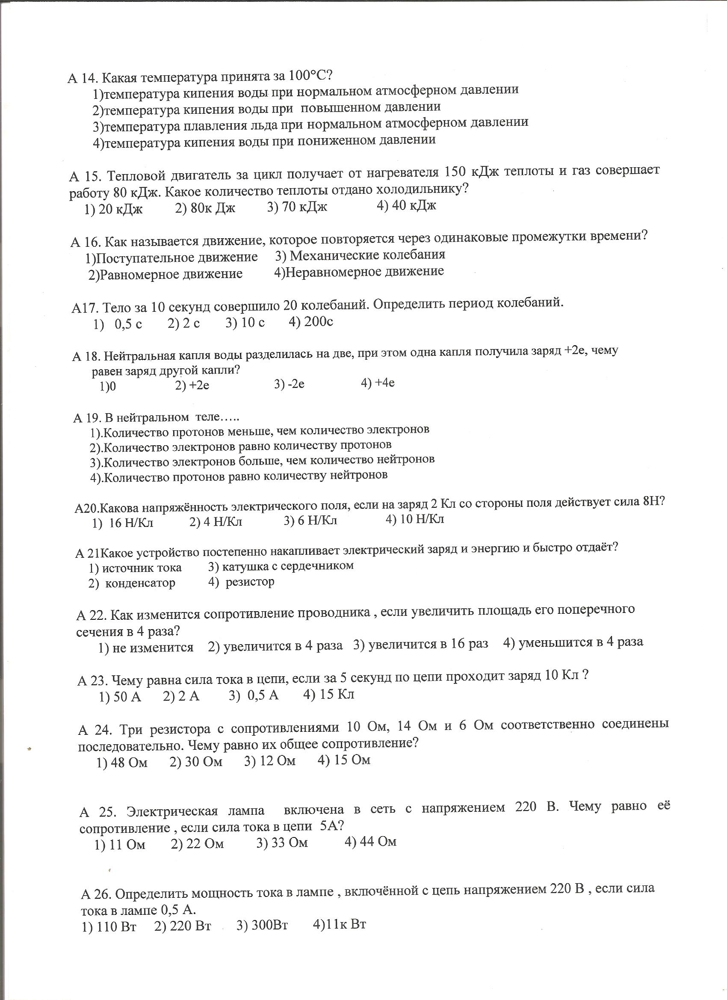 А 14. Какая температура принята за 100°С?
1)температура кипения воды при нормальном атмосферном давлении
2)температура кипения воды при повышенном давлении
3)температура плавления льда при нормальном атмосферном давлении
4)температура кипения воды при пониженном давлении
А 15. Тепловой двигатель за цикл получает от нагревателя 150 кДж теплоты и газ совершает
работу 80 кДж. Какое количество теплоты отдано холодильнику?
1) 20 кДж 2) 80к Дж 3) 70 кДж 4) 40 кДж
А 16. Как называется движение, которое повторяется через одинаковые промежутки времени?
1)Поступательное движение 3) Механические колебания
2)Равномерное движение 4)Неравномерное движение
А17. Тело за 10 секунд совершило 20 колебаний. Определить период колебаний.
1) 0,5 с 2) 2 с 3) 10 с 4) 200с
А 18. Нейтральная капля воды разделилась на две, при этом одна капля получила заряд +2е, чему
равен заряд другой капли?
1)0 2) +2е 3) -2е 4) +4е
А 19. В нейтральном теле…..
1).Количество протонов меньше, чем количество электронов
2).Количество электронов равно количеству протонов
3).Количество электронов больше, чем количество нейтронов
4).Количество протонов равно количеству нейтронов
А20.Какова напряжённость электрического поля, если на заряд 2 Кл со стороны поля действует сила 8Н?
1) 16 Н/Кл 2) 4 Н/Кл 3) 6 Н/Кл 4) 10 Н/Кл
А 21Какое устройство постепенно накапливает электрический заряд и энергию и быстро отдаёт?
1) источник тока 3) катушка с сердечником
2) конденсатор 4) резистор
А 22. Как изменится сопротивление проводника , если увеличить площадь его поперечного
сечения в 4 раза?
1) не изменится 2) увеличится в 4 раза 3) увеличится в 16 раз 4) уменьшится в 4 раза
А 23. Чему равна сила тока в цепи, если за 5 секунд по цепи проходит заряд 10 Кл ?
1) 50 А 2) 2 А 3) 0,5 А 4) 15 Кл
А 24. Три резистора с сопротивлениями 10 Ом, 14 Ом и 6 Ом соответственно соединены
последовательно. Чему равно их общее сопротивление?
1) 48 Ом 2) 30 Ом 3) 12 Ом 4) 15 Ом
А 25. Электрическая лампа включена в сеть с напряжением 220 В. Чему равно её
сопротивление , если сила тока в цепи 5А?
1) 11 Ом 2) 22 Ом 3) 33 Ом 4) 44 Ом
А 26. Определить мощность тока в лампе , включённой с цепь напряжением 220 В , если сила
тока в лампе 0,5 А.
1) 110 Вт 2) 220 Вт 3) 300Вт 4)11к Вт